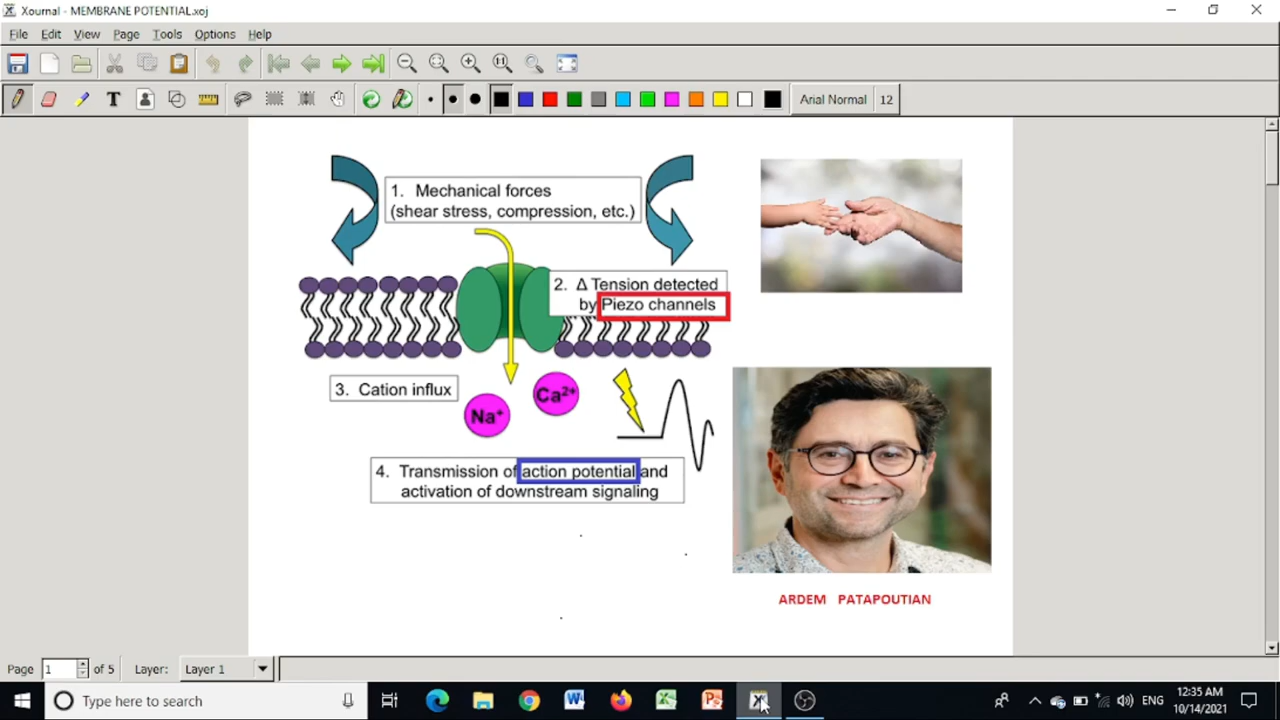 Xournal - MEMBRANE POTENTIAL.xoj
File Edit View Page Tools Options Help
Arial Normal 12
1. Mechanical forces
(shear stress, compression, etc.)
2. Δ Tension detected
by Piezo channels
3. Cation influx
Na⁺
Ca²⁺
4. Transmission of action potential and
activation of downstream signaling
ARDEM PATAPOUTIAN
Page 1 of 5 Layer: Layer 1
Type here to search
ENG
12:35 AM
10/14/2021